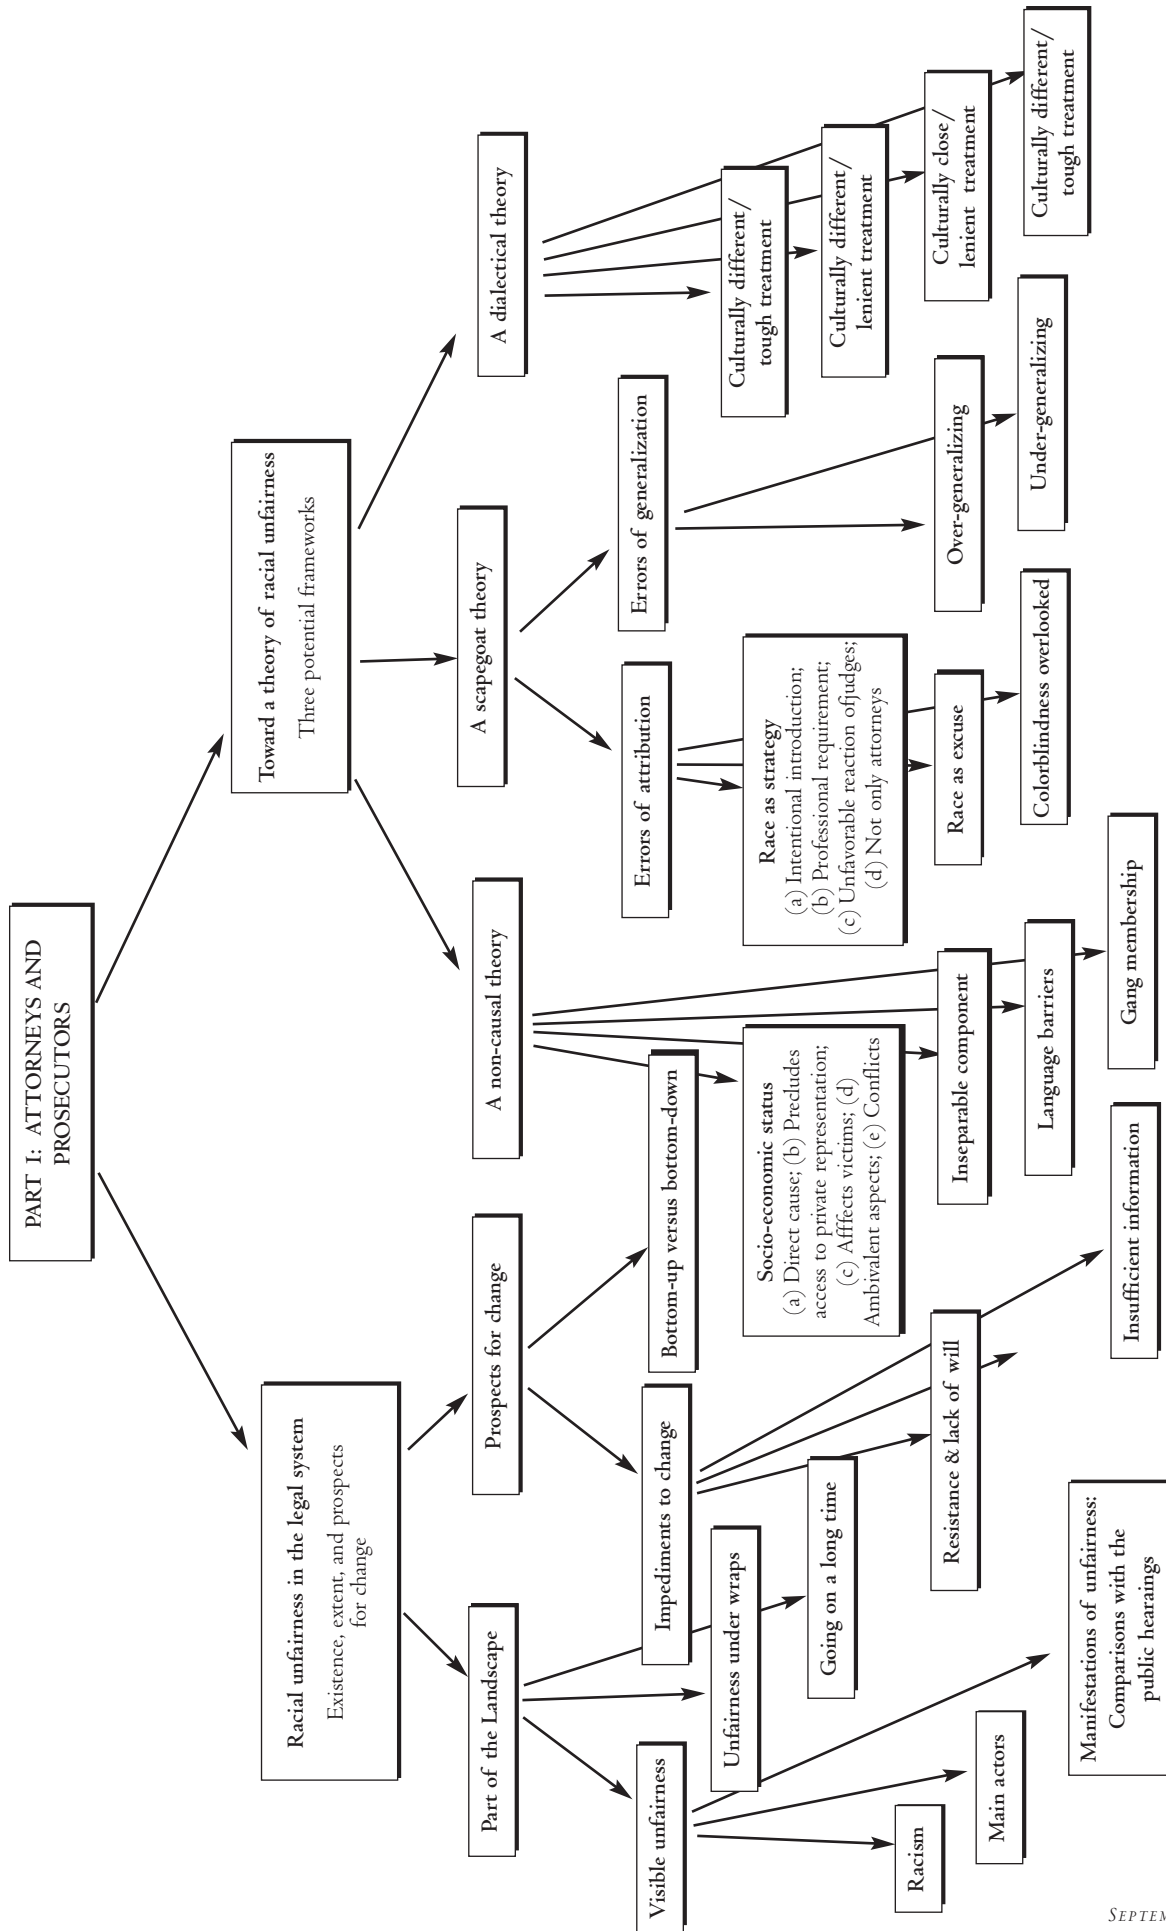 PART I: ATTORNEYS AND
PROSECUTORS
Racial unfairness in the legal system
Existence, extent, and prospects
for change
Toward a theory of racial unfairness
Three potential frameworks
Part of the Landscape
Prospects for change
A non-causal theory
A scapegoat theory
A dialectical theory
Visible unfairness
Impediments to change
Bottom-up versus bottom-down
Errors of attribution
Errors of generalization
Unfairness under wraps
Going on a long time
Socio-economic status
(a) Direct cause; (b) Precludes
access to private representation;
(c) Afffects victims; (d)
Ambivalent aspects; (e) Conflicts
Race as strategy
(a) Intentional introduction;
(b) Professional requirement;
(c) Unfavorable reaction ofjudges;
(d) Not only attorneys
Culturally different/
tough treatment
Culturally different/
lenient treatment
Culturally close/
lenient treatment
Culturally different/
tough treatment
Racism
Main actors
Manifestations of unfairness:
Comparisons with the
public hearaings
Resistance & lack of will
Insufficient information
Inseparable component
Language barriers
Gang membership
Race as excuse
Colorblindness overlooked
Over-generalizing
Under-generalizing
SEPTEM